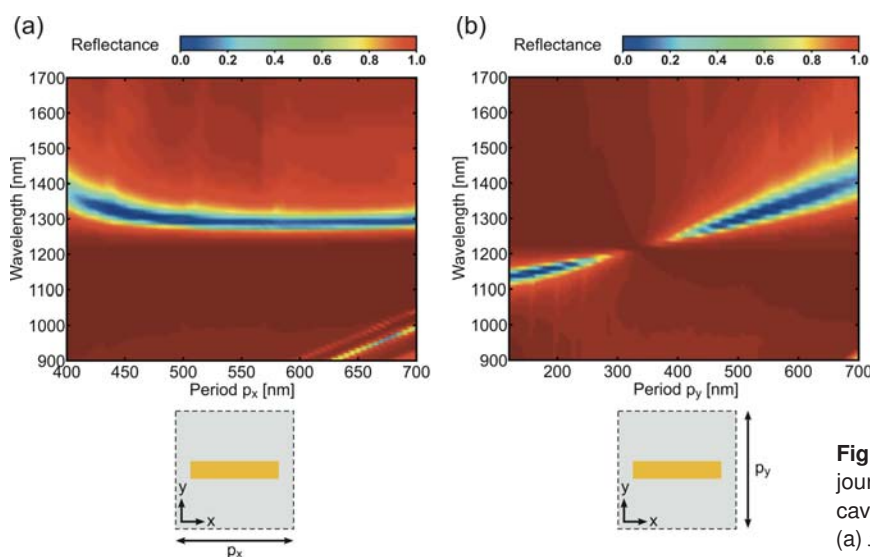 (a)
Reflectance
0.0 0.2 0.4 0.6 0.8 1.0
1700
1600
1500
1400
1300
1200
1100
1000
900
Wavelength [nm]
400 450 500 550 600 650 700
Period px [nm]
y
x
px
(b)
Reflectance
0.0 0.2 0.4 0.6 0.8 1.0
1700
1600
1500
1400
1300
1200
1100
1000
900
Wavelength [nm]
200 300 400 500 600 700
Period py [nm]
y
x
py
Fig
jour
cav
(a)